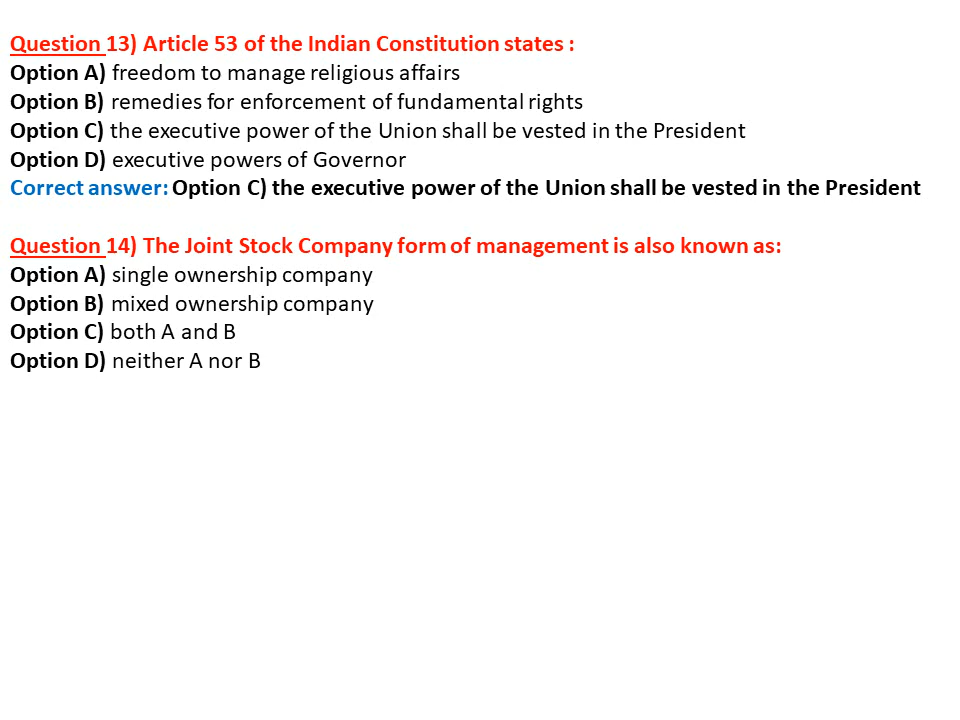 Question 13) Article 53 of the Indian Constitution states :
Option A) freedom to manage religious affairs
Option B) remedies for enforcement of fundamental rights
Option C) the executive power of the Union shall be vested in the President
Option D) executive powers of Governor
Correct answer: Option C) the executive power of the Union shall be vested in the President
Question 14) The Joint Stock Company form of management is also known as:
Option A) single ownership company
Option B) mixed ownership company
Option C) both A and B
Option D) neither A nor B